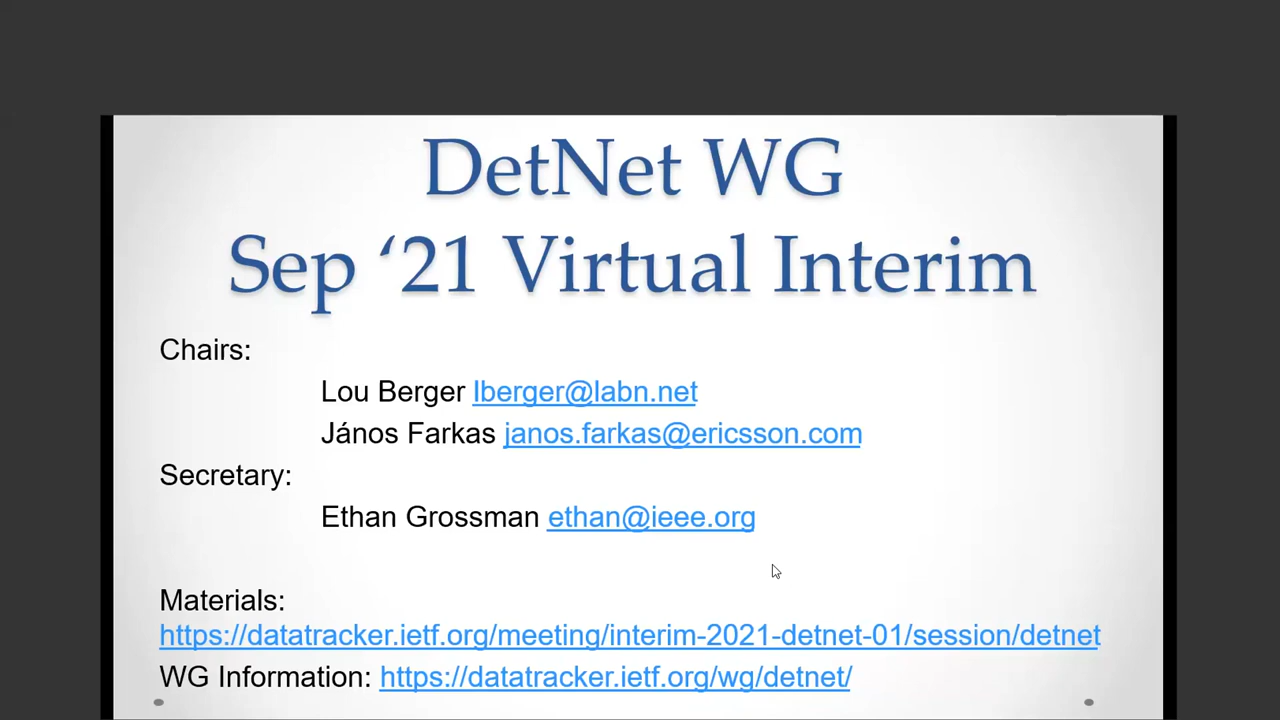 DetNet WG
Sep ‘21 Virtual Interim
Chairs:
Lou Berger lberger@labn.net
János Farkas janos.farkas@ericsson.com
Secretary:
Ethan Grossman ethan@ieee.org
Materials:
https://datatracker.ietf.org/meeting/interim-2021-detnet-01/session/detnet
WG Information: https://datatracker.ietf.org/wg/detnet/